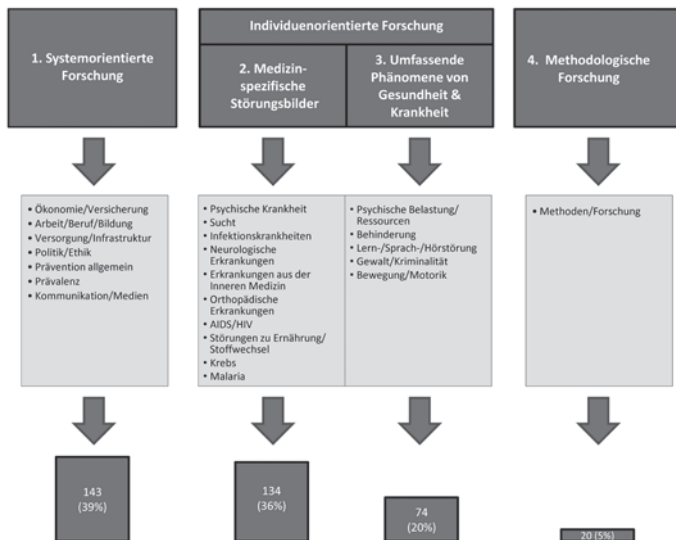 1. Systemorientierte
Forschung
Individuenorientierte Forschung
2. Medizin-
spezifische
Störungsbilder
3. Umfassende
Phänomene von
Gesundheit &
Krankheit
4. Methodologische
Forschung
• Ökonomie/Versicherung
• Arbeit/Beruf/Bildung
• Versorgung/Infrastruktur
• Politik/Ethik
• Prävention allgemein
• Prävalenz
• Kommunikation/Medien
• Psychische Krankheit
• Sucht
• Infektionskrankheiten
• Neurologische
Erkrankungen
• Erkrankungen aus der
Inneren Medizin
• Orthopädische
Erkrankungen
• AIDS/HIV
• Störungen zu Ernährung/
Stoffwechsel
• Krebs
• Malaria
• Psychische Belastung/
Ressourcen
• Behinderung
• Lern-/Sprach-/Hörstörung
• Gewalt/Kriminalität
• Bewegung/Motorik
• Methoden/Forschung
143
(39%)
134
(36%)
74
(20%)
20 (5%)